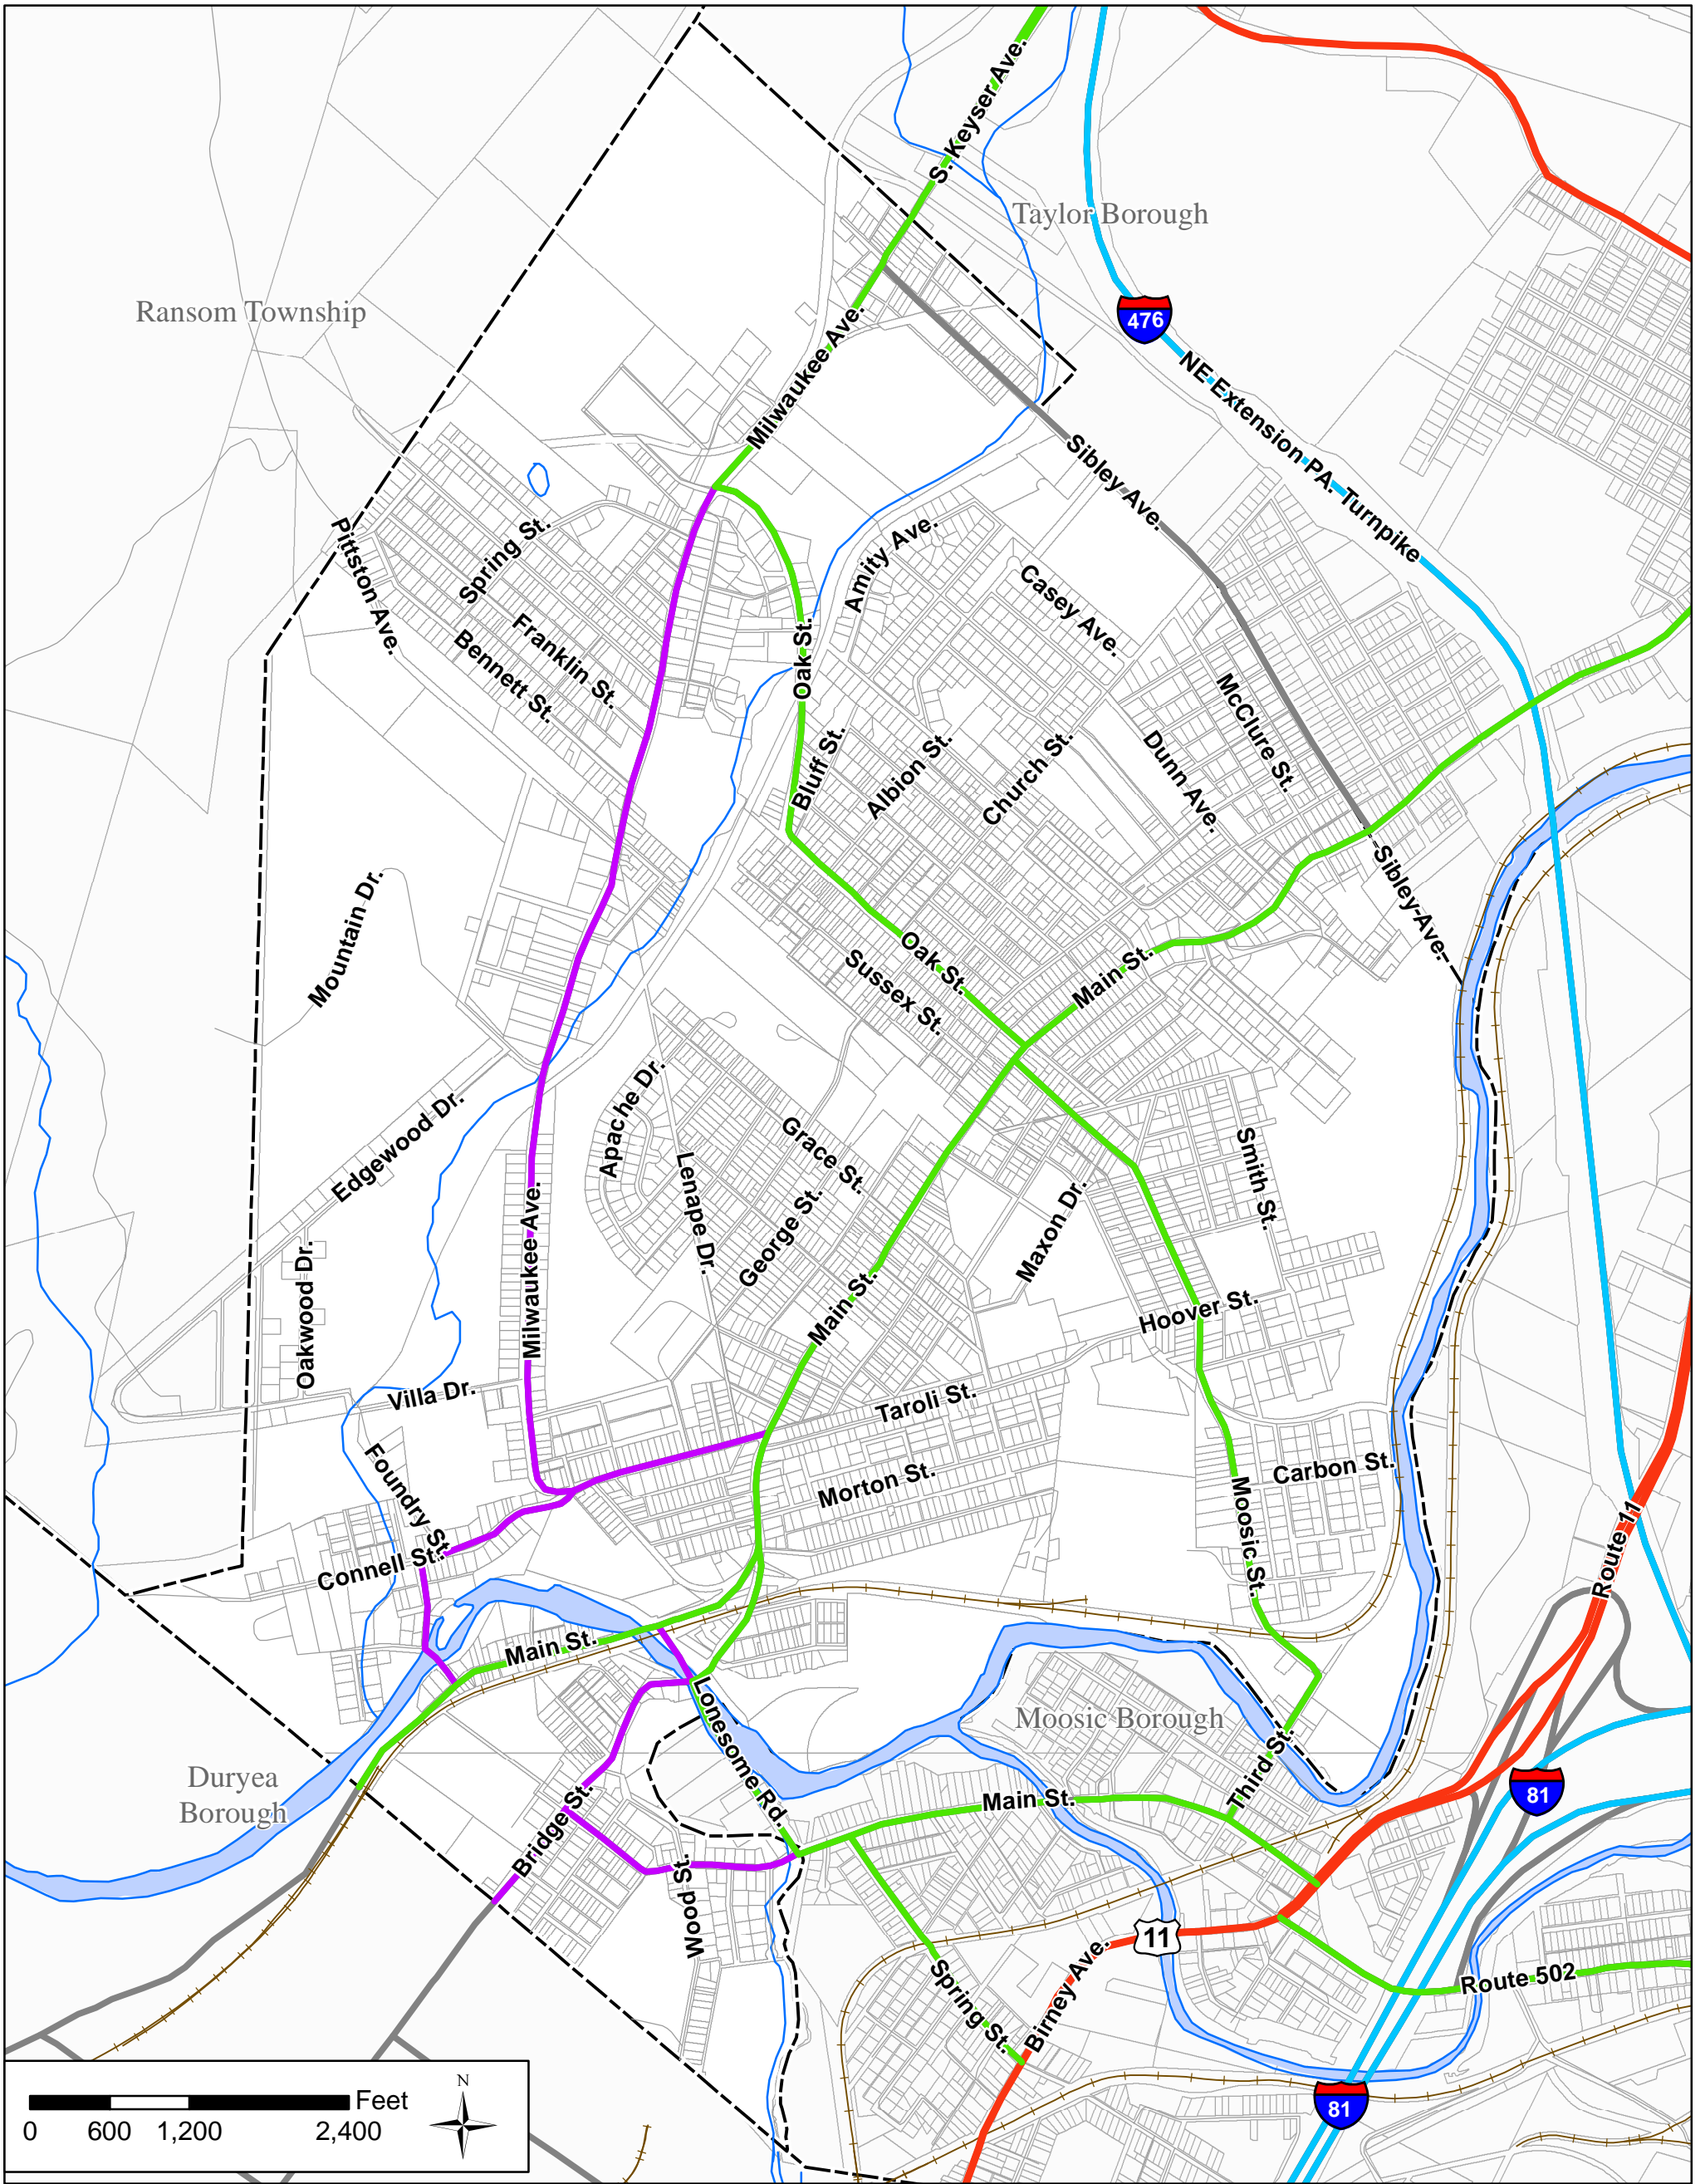 S. Keyser Ave.
Taylor Borough
Ransom Township
476
Milwaukee Ave.
NE Extension PA. Turnpike
Sibley Ave.
Pittston Ave.
Spring St.
Amity Ave.
Casey Ave.
Franklin St.
Bennett St.
Oak St.
McClure St.
Bluff St.
Albion St.
Church St.
Dunn Ave.
Sibley Ave.
Mountain Dr.
Oak St.
Sussex St.
Main St.
Apache Dr.
Edgewood Dr.
Grace St.
Smith St.
Lenape Dr.
George St.
Maxon Dr.
Milwaukee Ave.
Oakwood Dr.
Main St.
Hoover St.
Villa Dr.
Taroli St.
Foundry St.
Morton St.
Carbon St.
Moosic St.
Route 11
Connell St.
Main St.
Lonesome Rd.
Moosic Borough
Third St.
Duryea
Borough
81
Main St.
Bridge St.
Wood St.
11
Birney Ave.
Spring St.
Route 502
81
N
Feet
0 600 1,200 2,400